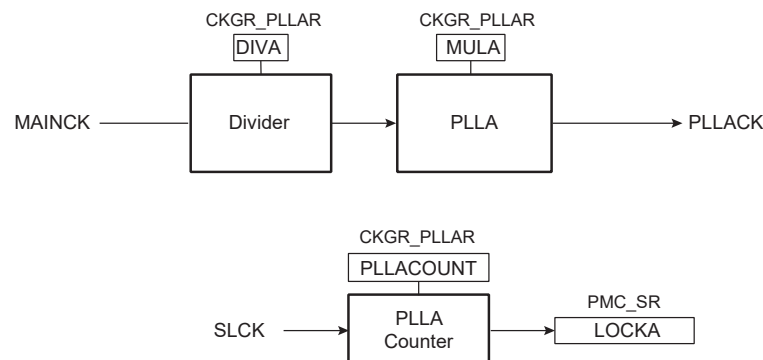 CKGR_PLLAR CKGR_PLLAR
DIVA MULA
MAINCK Divider PLLA PLLACK
CKGR_PLLAR
PLLACOUNT
PMC_SR
SLCK PLLA Counter LOCKA